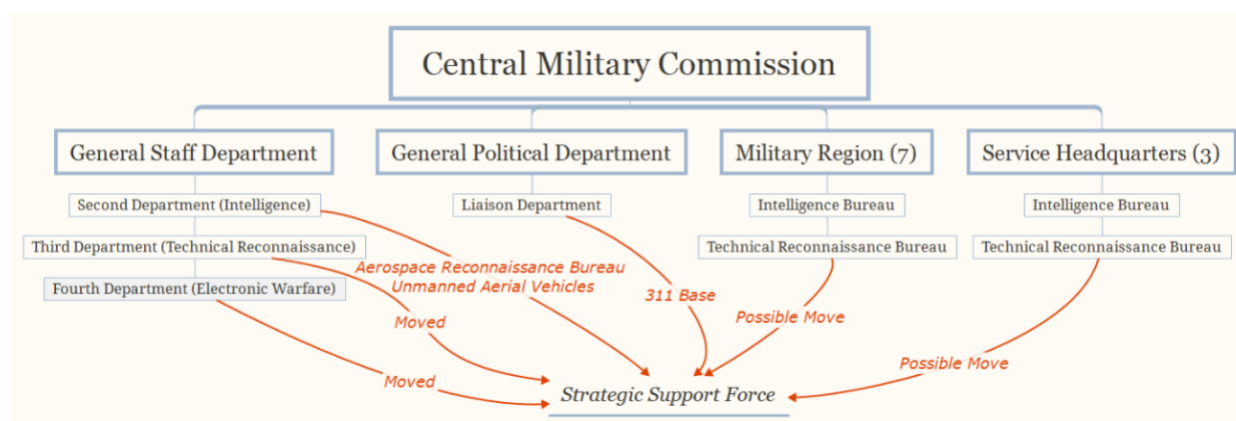 Central Military Commission
General Staff Department
General Political Department
Military Region (7)
Service Headquarters (3)
Second Department (Intelligence)
Liaison Department
Intelligence Bureau
Intelligence Bureau
Third Department (Technical Reconnaissance)
Technical Reconnaissance Bureau
Technical Reconnaissance Bureau
Fourth Department (Electronic Warfare)
Aerospace Reconnaissance Bureau
Unmanned Aerial Vehicles
311 Base
Moved
Possible Move
Possible Move
Moved
Strategic Support Force